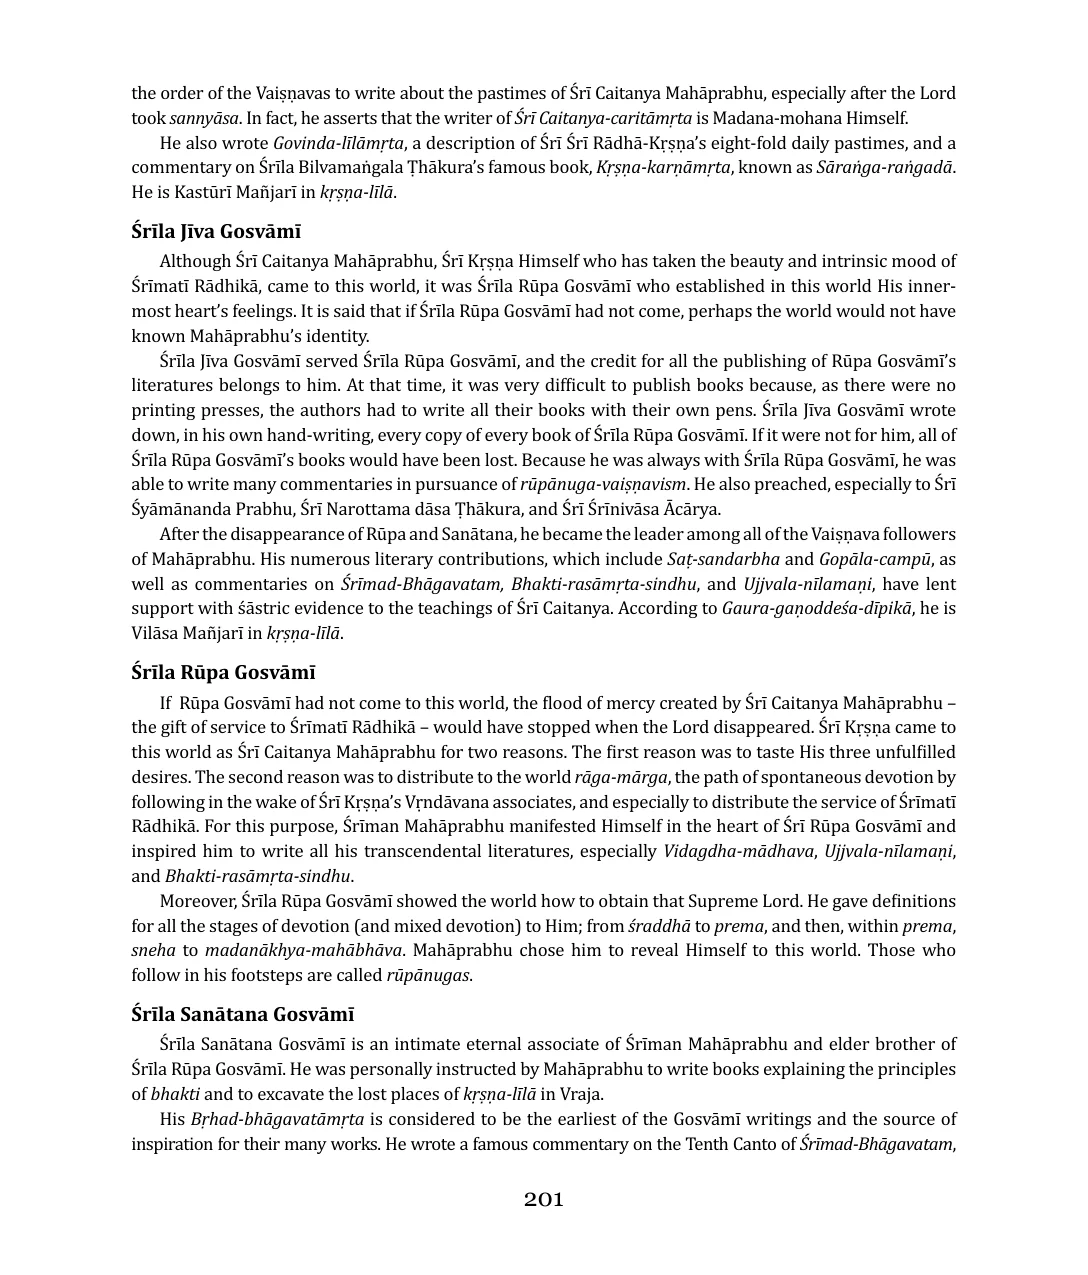 the order of the Vaiṣṇavas to write about the pastimes of Śrī Caitanya Mahāprabhu, especially after the Lord
took sannyāsa. In fact, he asserts that the writer of Śrī Caitanya-caritāmṛta is Madana-mohana Himself.
He also wrote Govinda-līlāmṛta, a description of Śrī Śrī Rādhā-Kṛṣṇa’s eight-fold daily pastimes, and a
commentary on Śrīla Bilvamaṅgala Ṭhākura’s famous book, Kṛṣṇa-karṇāmṛta, known as Sāraṅga-raṅgadā.
He is Kastūrī Mañjarī in kṛṣṇa-līlā.
Śrīla Jīva Gosvāmī
Although Śrī Caitanya Mahāprabhu, Śrī Kṛṣṇa Himself who has taken the beauty and intrinsic mood of
Śrīmatī Rādhikā, came to this world, it was Śrīla Rūpa Gosvāmī who established in this world His inner-
most heart’s feelings. It is said that if Śrīla Rūpa Gosvāmī had not come, perhaps the world would not have
known Mahāprabhu’s identity.
Śrīla Jīva Gosvāmī served Śrīla Rūpa Gosvāmī, and the credit for all the publishing of Rūpa Gosvāmī’s
literatures belongs to him. At that time, it was very difficult to publish books because, as there were no
printing presses, the authors had to write all their books with their own pens. Śrīla Jīva Gosvāmī wrote
down, in his own hand-writing, every copy of every book of Śrīla Rūpa Gosvāmī. If it were not for him, all of
Śrīla Rūpa Gosvāmī’s books would have been lost. Because he was always with Śrīla Rūpa Gosvāmī, he was
able to write many commentaries in pursuance of rūpānuga-vaiṣṇavism. He also preached, especially to Śrī
Śyāmānanda Prabhu, Śrī Narottama dāsa Ṭhākura, and Śrī Śrīnivāsa Ācārya.
After the disappearance of Rūpa and Sanātana, he became the leader among all of the Vaiṣṇava followers
of Mahāprabhu. His numerous literary contributions, which include Saṭ-sandarbha and Gopāla-campū, as
well as commentaries on Śrīmad-Bhāgavatam, Bhakti-rasāmṛta-sindhu, and Ujjvala-nīlamaṇi, have lent
support with śāstric evidence to the teachings of Śrī Caitanya. According to Gaura-gaṇoddeśa-dīpikā, he is
Vilāsa Mañjarī in kṛṣṇa-līlā.
Śrīla Rūpa Gosvāmī
If Rūpa Gosvāmī had not come to this world, the flood of mercy created by Śrī Caitanya Mahāprabhu –
the gift of service to Śrīmatī Rādhikā – would have stopped when the Lord disappeared. Śrī Kṛṣṇa came to
this world as Śrī Caitanya Mahāprabhu for two reasons. The first reason was to taste His three unfulfilled
desires. The second reason was to distribute to the world rāga-mārga, the path of spontaneous devotion by
following in the wake of Śrī Kṛṣṇa’s Vṛndāvana associates, and especially to distribute the service of Śrīmatī
Rādhikā. For this purpose, Śrīman Mahāprabhu manifested Himself in the heart of Śrī Rūpa Gosvāmī and
inspired him to write all his transcendental literatures, especially Vidagdha-mādhava, Ujjvala-nīlamaṇi,
and Bhakti-rasāmṛta-sindhu.
Moreover, Śrīla Rūpa Gosvāmī showed the world how to obtain that Supreme Lord. He gave definitions
for all the stages of devotion (and mixed devotion) to Him; from śraddhā to prema, and then, within prema,
sneha to madanākhya-mahābhāva. Mahāprabhu chose him to reveal Himself to this world. Those who
follow in his footsteps are called rūpānugas.
Śrīla Sanātana Gosvāmī
Śrīla Sanātana Gosvāmī is an intimate eternal associate of Śrīman Mahāprabhu and elder brother of
Śrīla Rūpa Gosvāmī. He was personally instructed by Mahāprabhu to write books explaining the principles
of bhakti and to excavate the lost places of kṛṣṇa-līlā in Vraja.
His Bṛhad-bhāgavatāmṛta is considered to be the earliest of the Gosvāmī writings and the source of
inspiration for their many works. He wrote a famous commentary on the Tenth Canto of Śrīmad-Bhāgavatam,
201